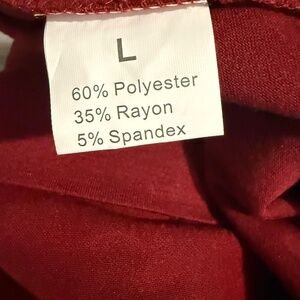 L
60% Polyester
35% Rayon
5% Spandex